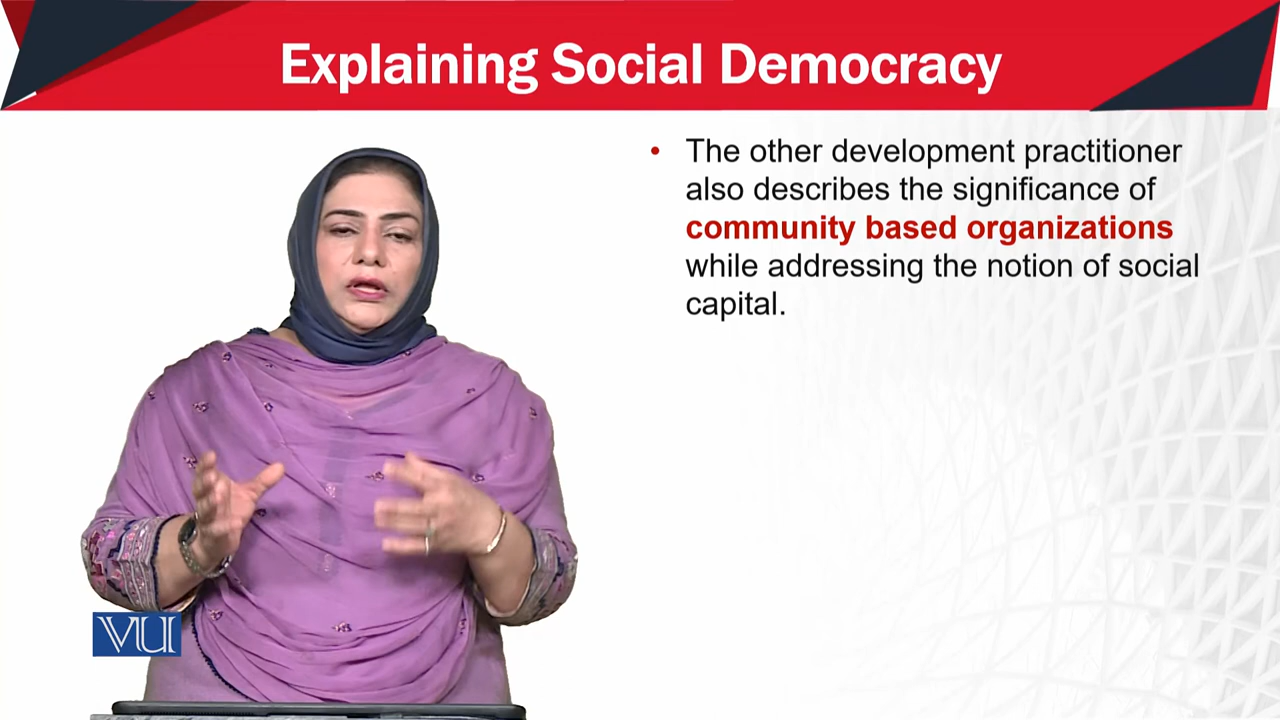 Explaining Social Democracy
• The other development practitioner
also describes the significance of
community based organizations
while addressing the notion of social
capital.
VU